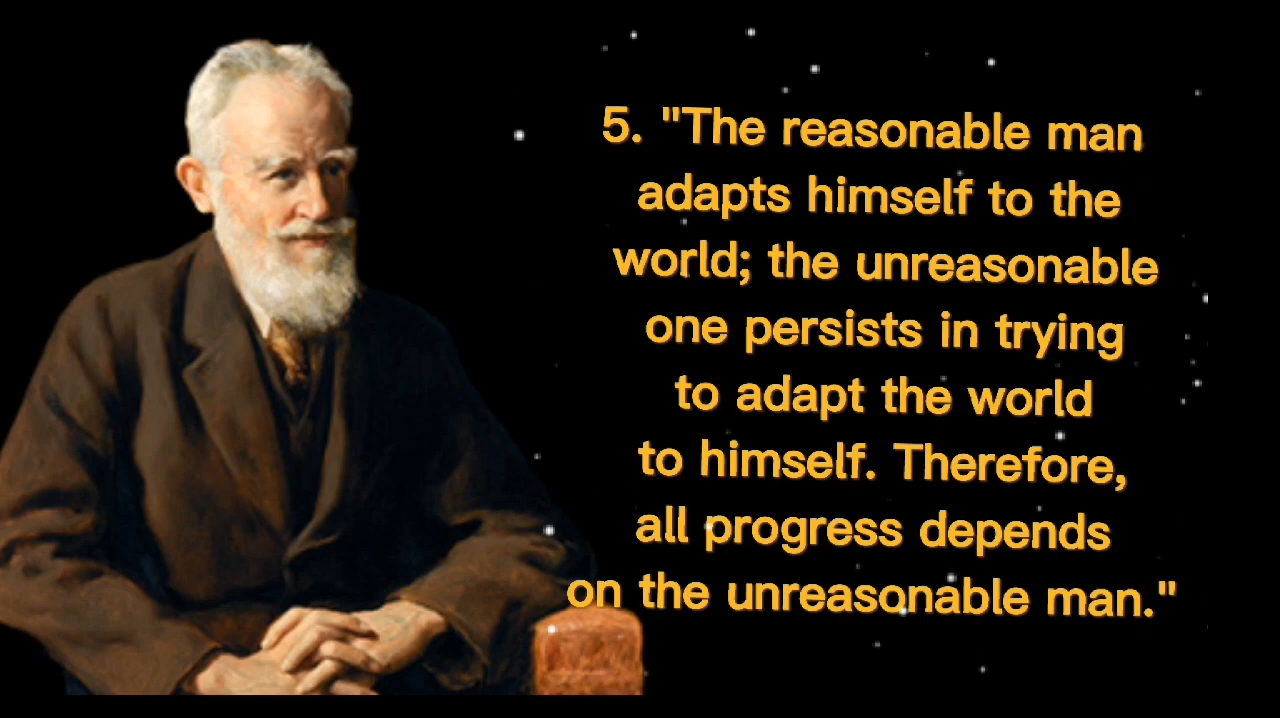 5. "The reasonable man
adapts himself to the
world; the unreasonable
one persists in trying
to adapt the world
to himself. Therefore,
all progress depends
on the unreasonable man."